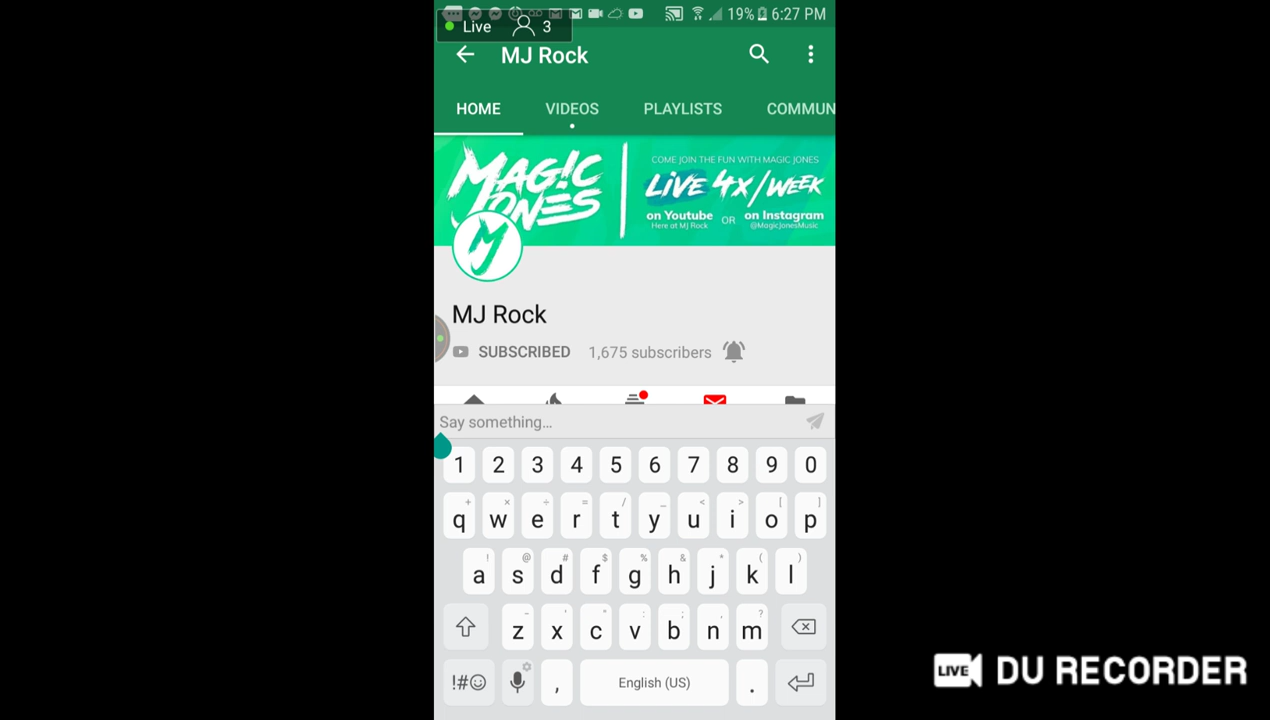 19% 6:27 PM
Live 3
MJ Rock
HOME VIDEOS PLAYLISTS COMMUN
MAGIC JONES
COME JOIN THE FUN WITH MAGIC JONES
LIVE 4X/WEEK
on Youtube OR on Instagram
Here at MJ Rock @MagicJonesMusic
MJ
MJ Rock
SUBSCRIBED 1,675 subscribers
Say something...
1 2 3 4 5 6 7 8 9 0
+ × ÷ = / _ < > [ ]
q w e r t y u i o p
! @ # $ % & * ( )
a s d f g h j k l
- ' " : ; , ?
z x c v b n m
!#☺ , English (US) .
LIVE DU RECORDER